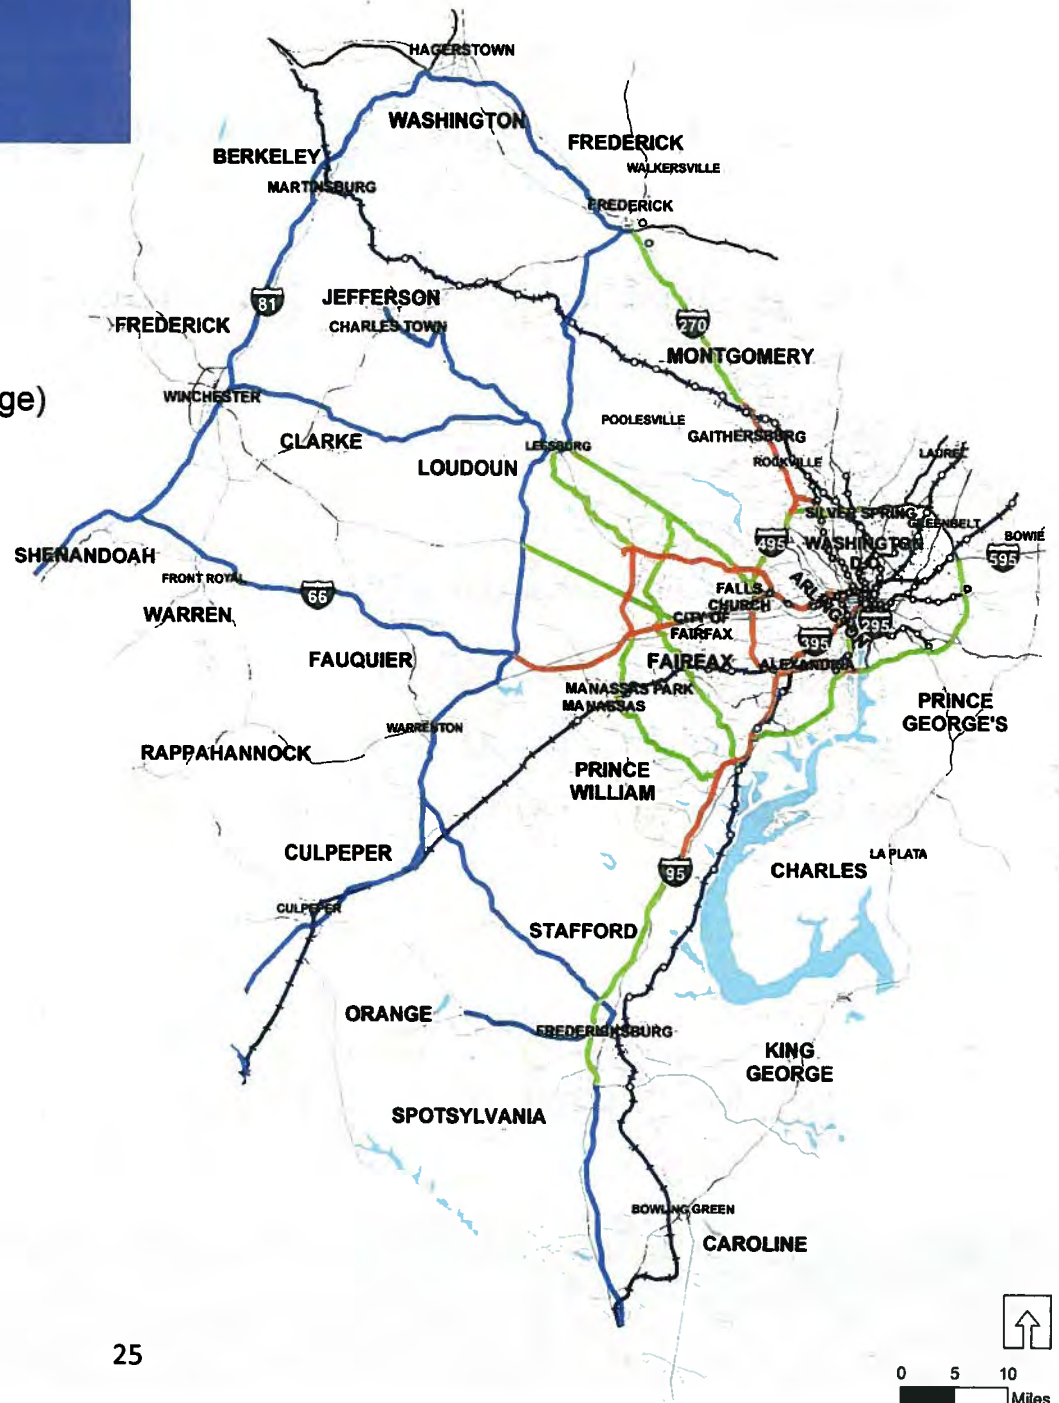 HAGERSTOWN
WASHINGTON
FREDERICK
BERKELEY
WALKERSVILLE
MARTINSBURG
FREDERICK
81
JEFFERSON
FREDERICK
CHARLES TOWN
270
MONTGOMERY
ge)
WINCHESTER
POOLESVILLE
CLARKE
GAITHERSBURG
LEESBURG
LOUDOUN
ROCKVILLE
LAUREL
SILVER SPRING
GREENBELT
495
WASHINGTON
BOWIE
SHENANDOAH
595
FRONT ROYAL
66
FALLS
CHURCH
ARLINGTON
WARREN
CITY OF
FAIRFAX
295
395
FAUQUIER
FAIRFAX
ALEXANDRIA
MANASSAS PARK
MANASSAS
PRINCE
GEORGE'S
WARRENTON
RAPPAHANNOCK
PRINCE
WILLIAM
CULPEPER
LA PLATA
95
CHARLES
CULPEPER
STAFFORD
ORANGE
FREDERICKSBURG
KING
GEORGE
SPOTSYLVANIA
BOWLING GREEN
CAROLINE
25
0 5 10
Miles